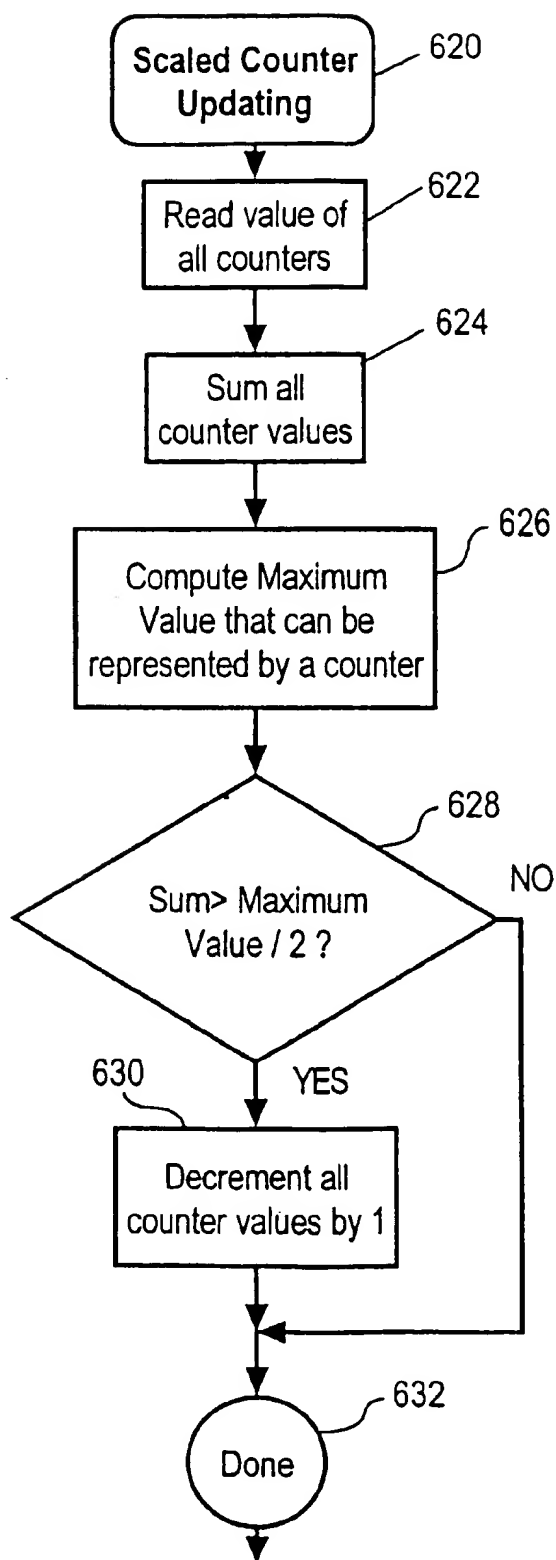 Scaled Counter
Updating
620
622
Read value of
all counters
624
Sum all
counter values
626
Compute Maximum
Value that can be
represented by a counter
628
NO
Sum> Maximum
Value / 2 ?
630
YES
Decrement all
counter values by 1
632
Done